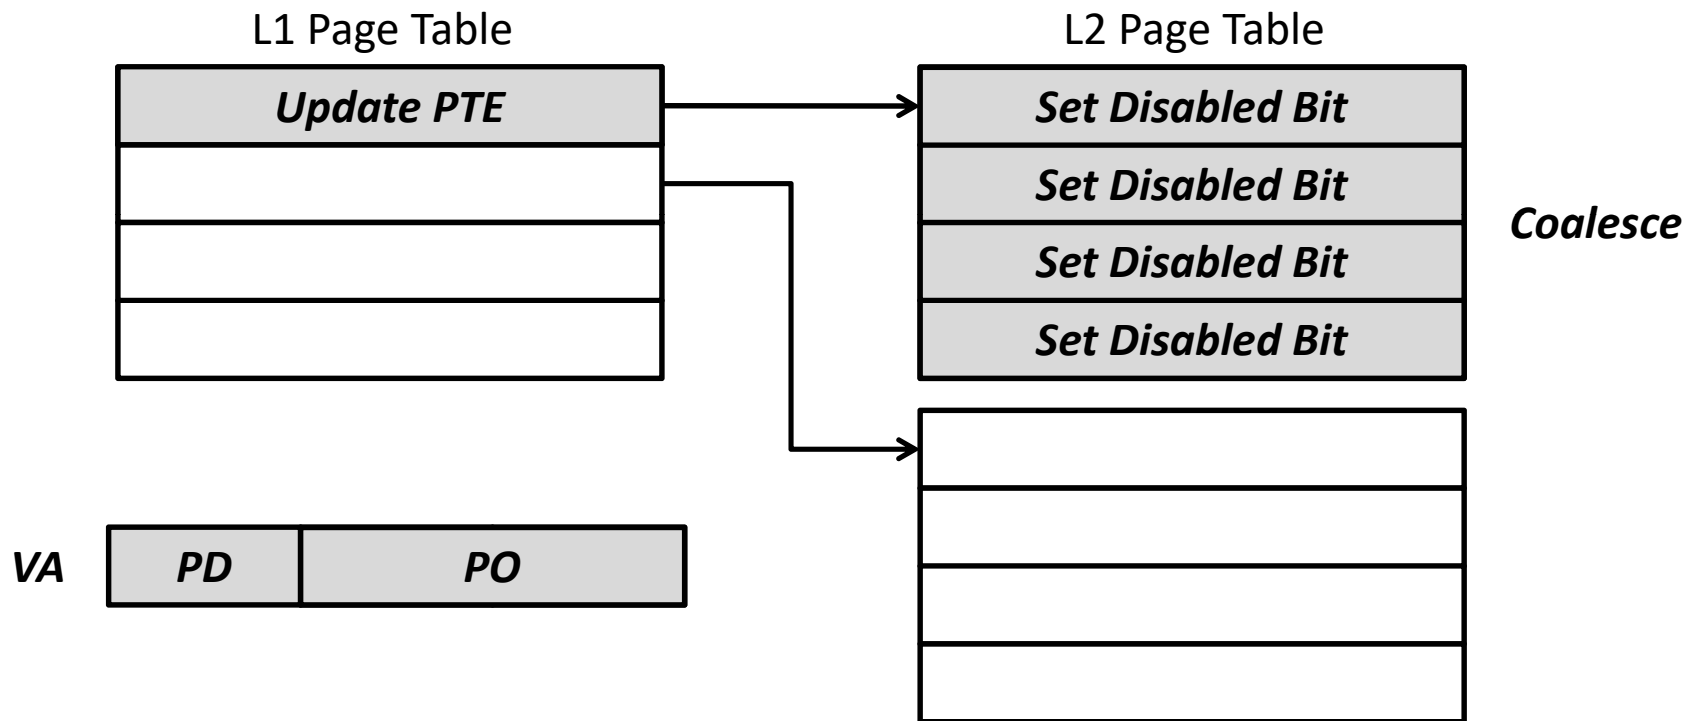 L1 Page Table
L2 Page Table
Update PTE
Set Disabled Bit
Set Disabled Bit
Set Disabled Bit
Set Disabled Bit
Coalesce
VA
PD
PO